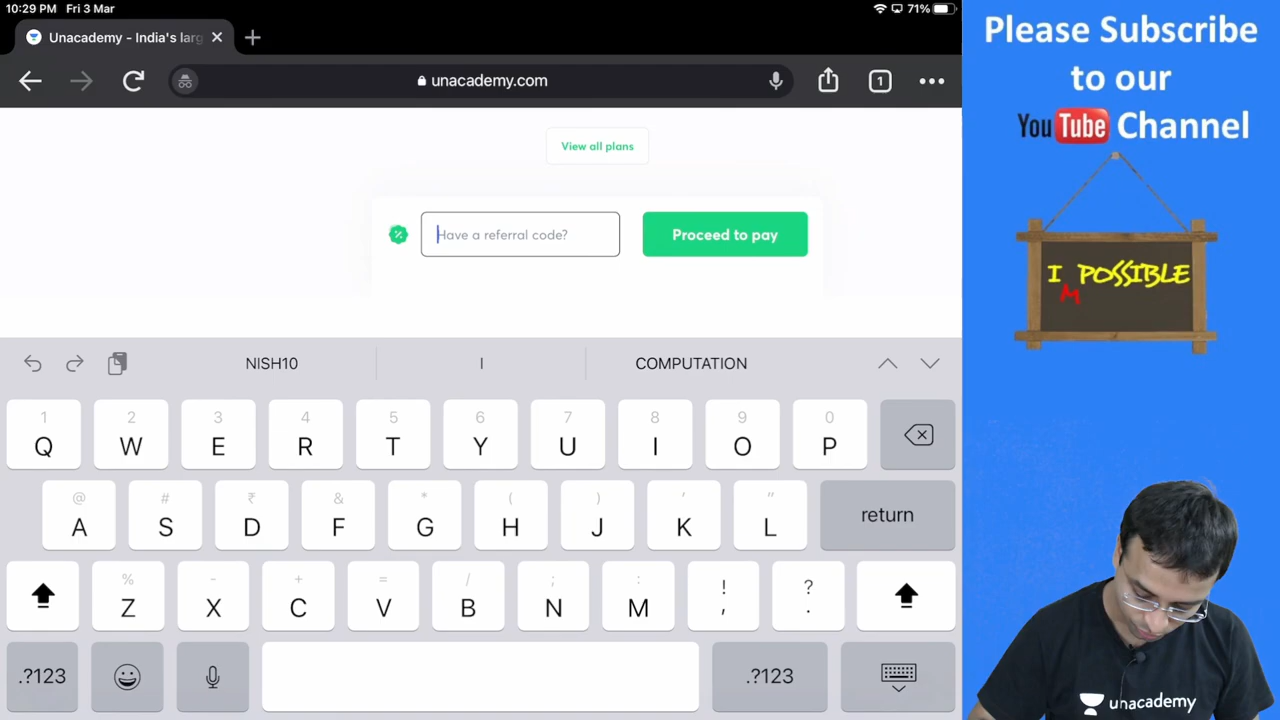 10:29 PM Fri 3 Mar
71%
Unacademy - India's larg
unacademy.com
1
View all plans
Have a referral code?
Proceed to pay
NISH10 I COMPUTATION
1 2 3 4 5 6 7 8 9 0
Q W E R T Y U I O P
@ # ₹ & * ( ) ' "
A S D F G H J K L return
% - + = / ; : ! ?
Z X C V B N M , .
.?123 .?123
Please Subscribe
to our
YouTube Channel
I POSSIBLE
M
unacademy